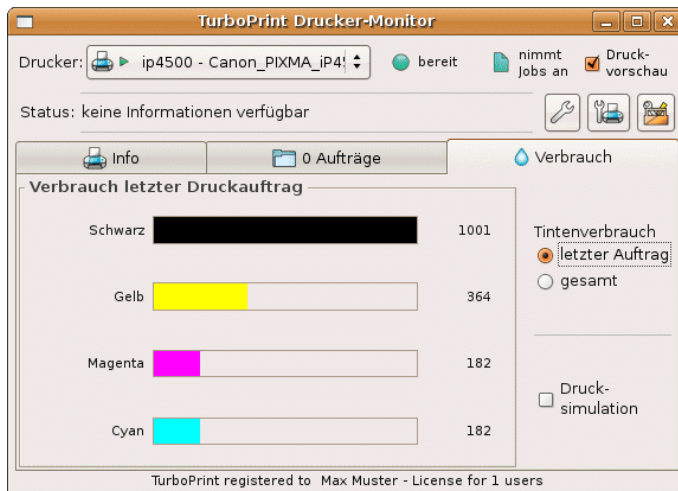 TurboPrint Drucker-Monitor
Drucker: ip4500 - Canon_PIXMA_iP4 bereit nimmt Jobs an Druck-vorschau
Status: keine Informationen verfügbar
Info 0 Aufträge Verbrauch
Verbrauch letzter Druckauftrag
Schwarz 1001
Gelb 364
Magenta 182
Cyan 182
Tintenverbrauch
letzter Auftrag
gesamt
Druck-
simulation
TurboPrint registered to Max Muster - License for 1 users